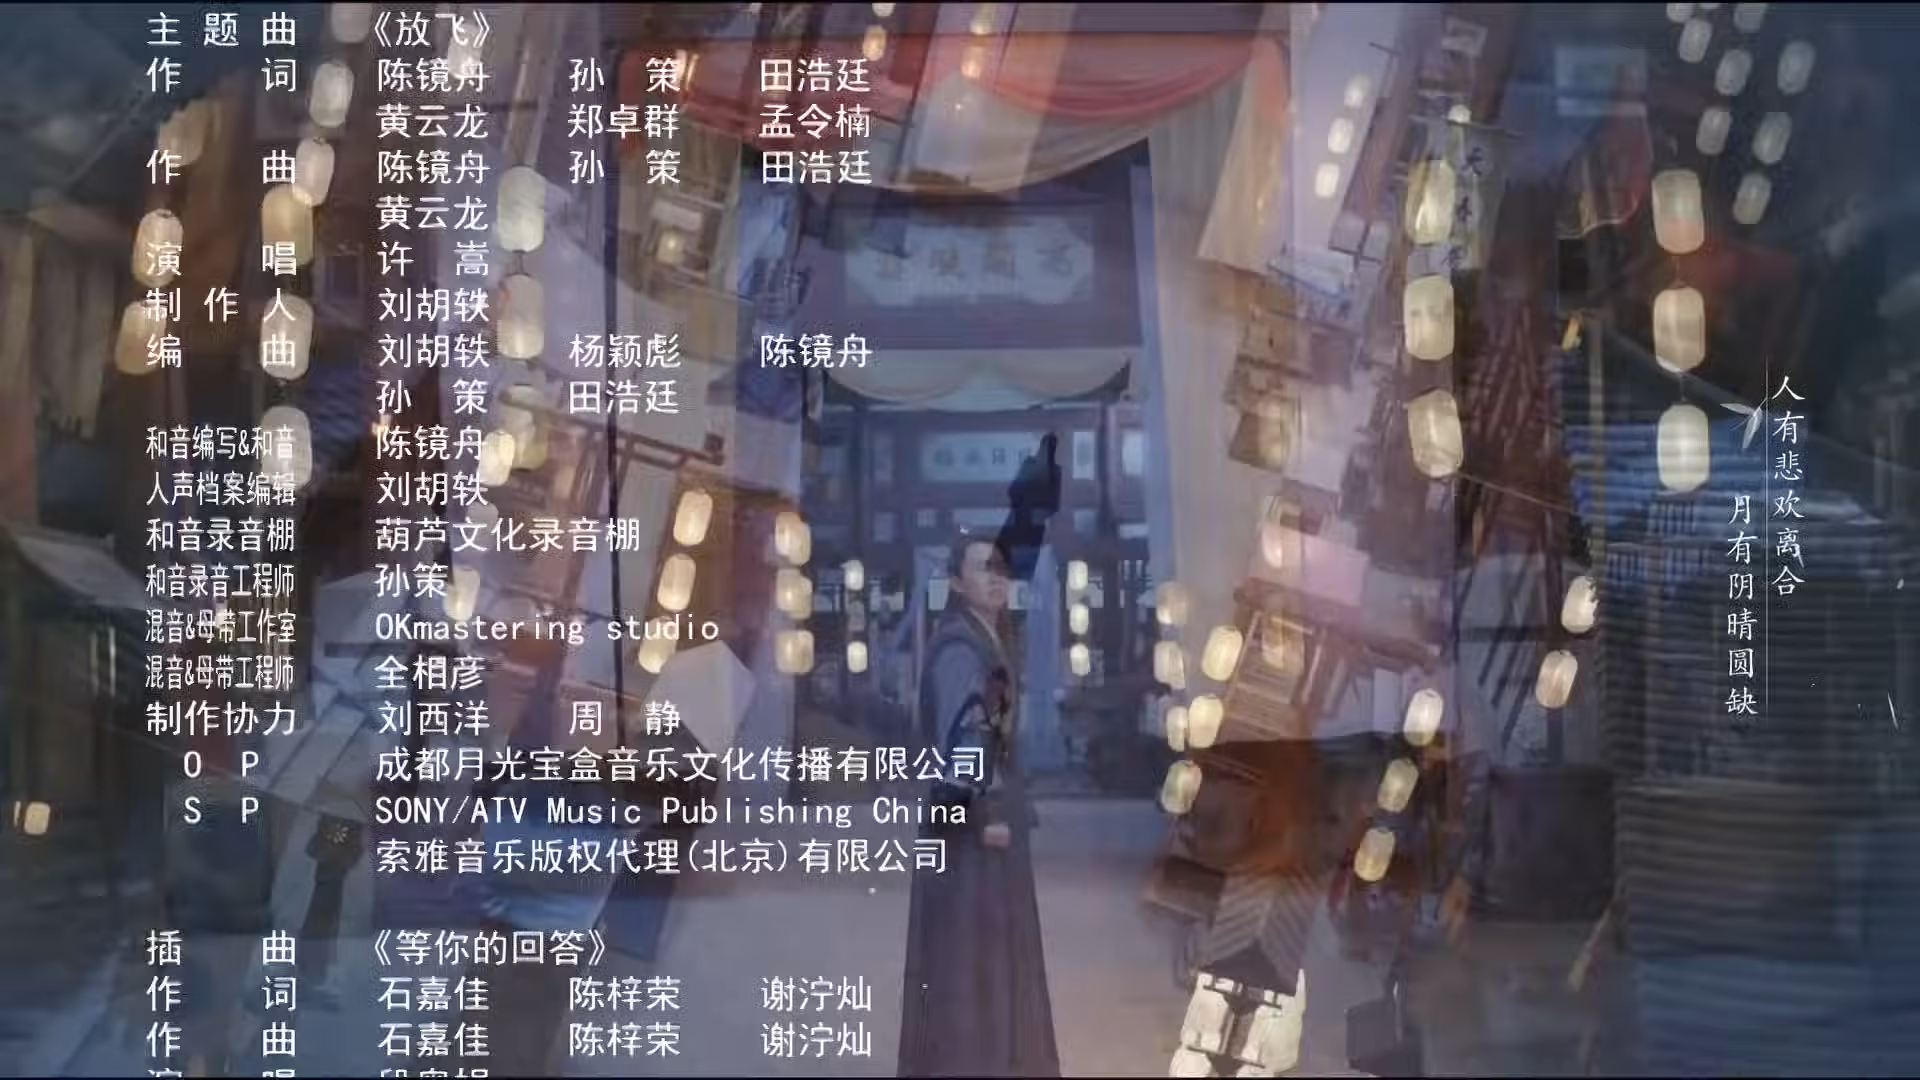 主题曲 《放飞》
作词 陈镜舟 孙策 田浩廷
黄云龙 郑卓群 孟令楠
作曲 陈镜舟 孙策 田浩廷
黄云龙
演唱 许嵩
制作人 刘胡轶
编曲 刘胡轶 杨颖彪 陈镜舟
孙策 田浩廷
和音编写&和音 陈镜舟
人声档案编辑 刘胡轶
和音录音棚 葫芦文化录音棚
和音录音工程师 孙策
混音&母带工作室 OKmastering studio
混音&母带工程师 全相彦
制作协力 刘西洋 周静
OP 成都月光宝盒音乐文化传播有限公司
SP SONY/ATV Music Publishing China
索雅音乐版权代理(北京)有限公司
插曲 《等你的回答》
作词 石嘉佳 陈梓荣 谢泞灿
作曲 石嘉佳 陈梓荣 谢泞灿
人有悲欢离合
月有阴晴圆缺